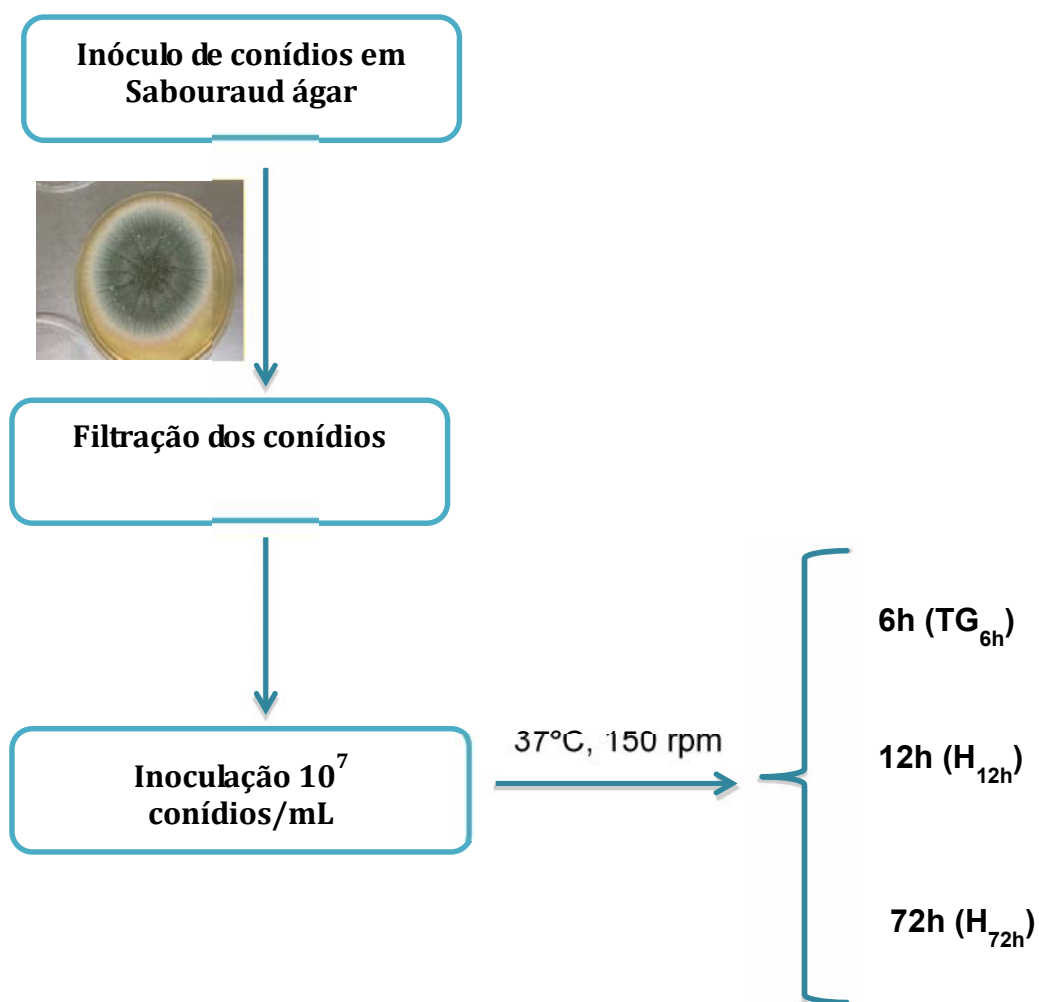 Inóculo de conídios em
Sabouraud ágar
Filtração dos conídios
Inoculação 10⁷
conídios/mL
37°C, 150 rpm
6h (TG₆ₕ)
12h (H₁₂ₕ)
72h (H₇₂ₕ)